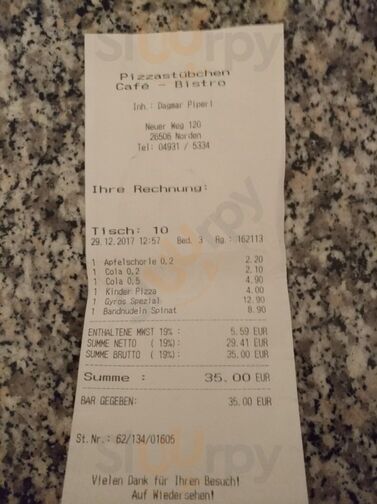 Pizzastübchen
Café - Bistro
Inh.: Dagmar Piperi
Neuer Weg 120
26506 Norden
Tel: 04931 / 5334
Ihre Rechnung:
Tisch: 10
29.12.2017 12:57 Bed. 3 Rg.: 162113
1 Apfelschorle 0,2 2.20
1 Cola 0,2 2.10
1 Cola 0,5 4.90
1 Kinder Pizza 4.00
1 Gyros Spezial 12.90
1 Bandnudeln Spinat 8.90
ENTHALTENE MWST 19% : 5.59 EUR
SUMME NETTO ( 19%): 29.41 EUR
SUMME BRUTTO ( 19%): 35.00 EUR
Summe : 35.00 EUR
BAR GEGEBEN: 35.00 EUR
St.Nr.: 62/134/01605
Vielen Dank für Ihren Besuch!
Auf Wiedersehen!
Slurpy
Slurpy